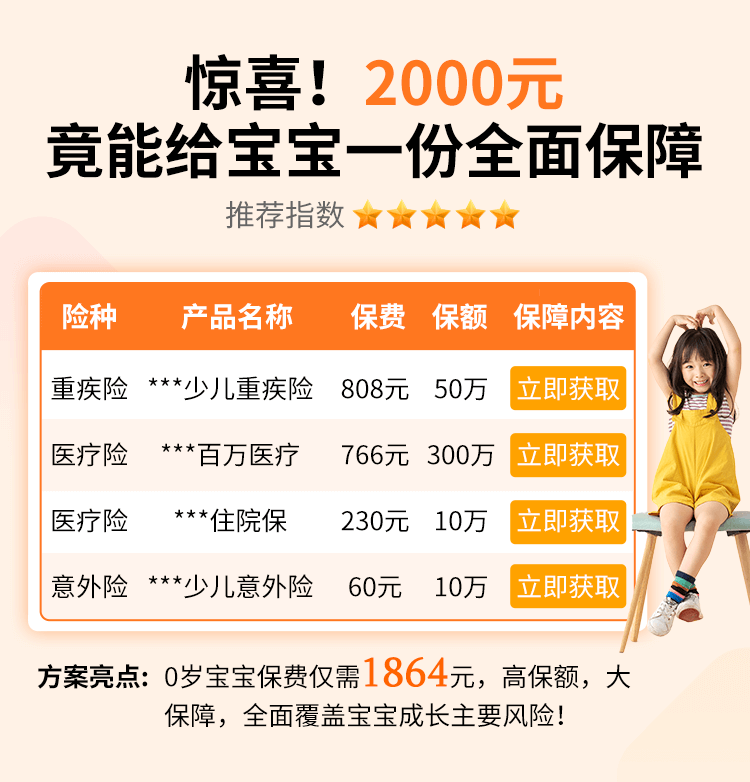 惊喜！2000元
竟能给宝宝一份全面保障
推荐指数
险种 产品名称 保费 保额 保障内容
重疾险 ***少儿重疾险 808元 50万 立即获取
医疗险 ***百万医疗 766元 300万 立即获取
医疗险 ***住院保 230元 10万 立即获取
意外险 ***少儿意外险 60元 10万 立即获取
方案亮点：0岁宝宝保费仅需1864元，高保额，大
保障，全面覆盖宝宝成长主要风险！